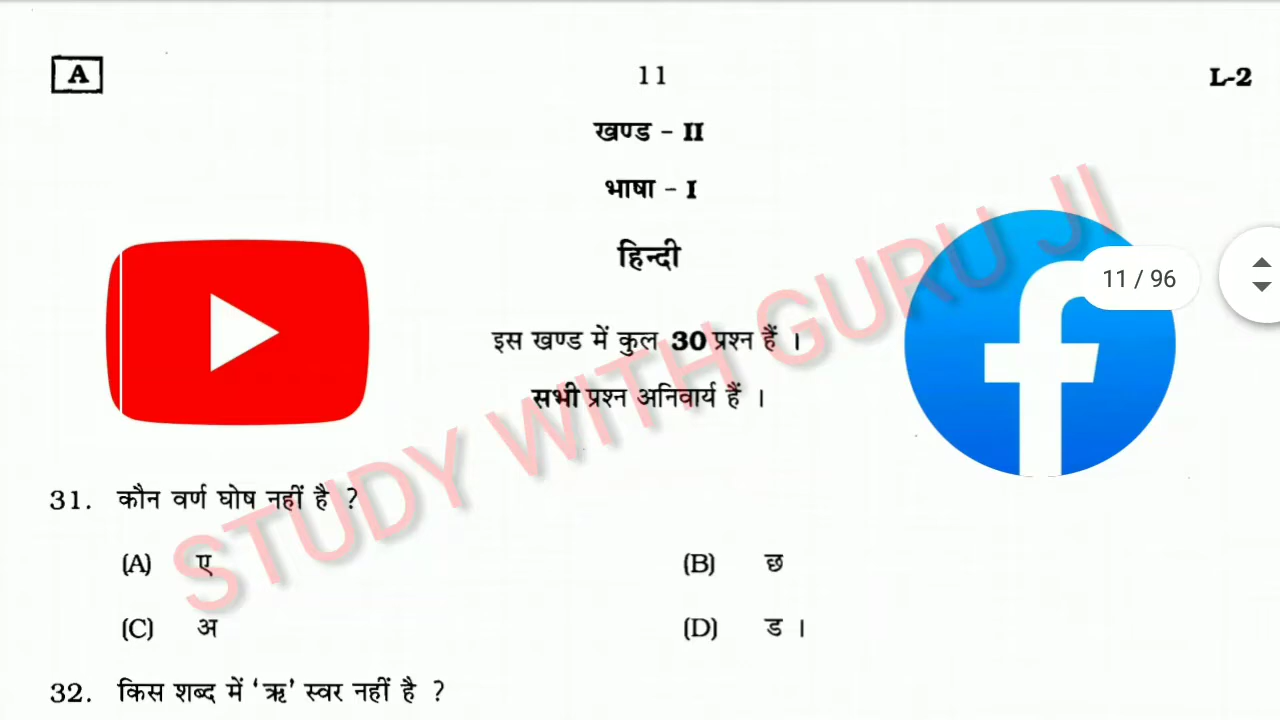 A 11 L-2
खण्ड - II
भाषा - I
हिन्दी
11 / 96
इस खण्ड में कुल 30 प्रश्न हैं ।
सभी प्रश्न अनिवार्य हैं ।
STUDY WITH GURU JI
31. कौन वर्ण घोष नहीं है ?
(A) ए (B) छ
(C) अ (D) ड ।
32. किस शब्द में ‘ऋ’ स्वर नहीं है ?